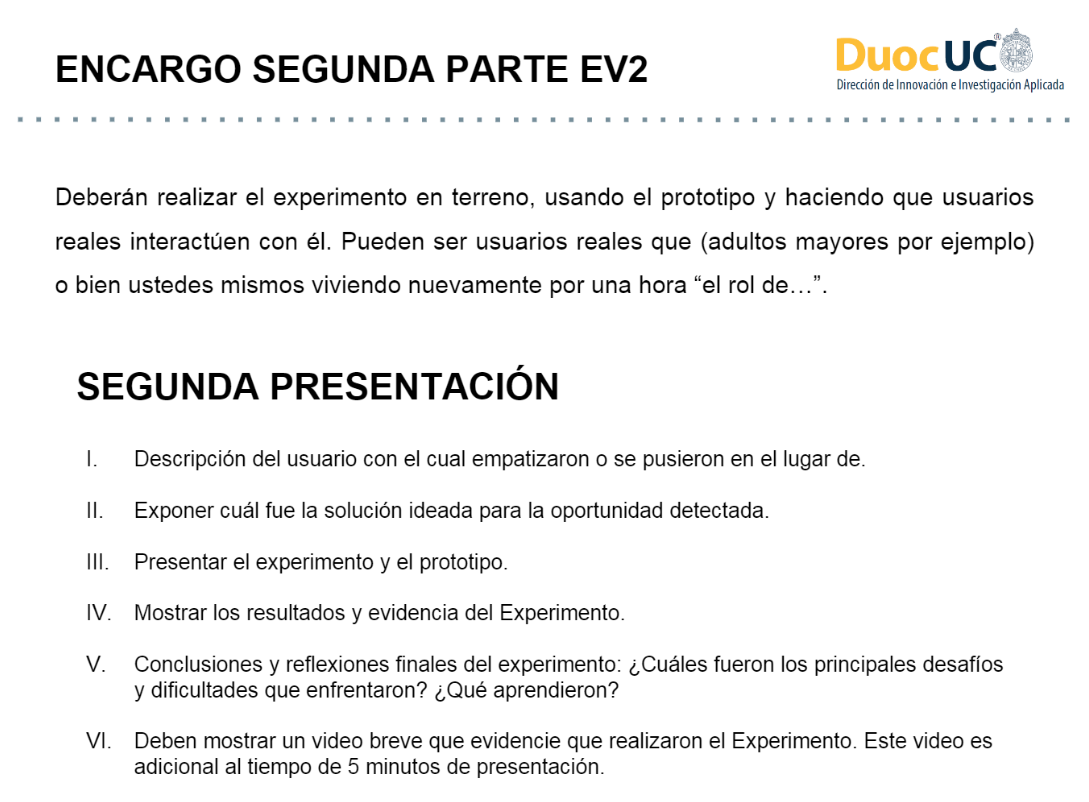 ENCARGO SEGUNDA PARTE EV2
DuocUC®
Dirección de Innovación e Investigación Aplicada
Deberán realizar el experimento en terreno, usando el prototipo y haciendo que usuarios
reales interactúen con él. Pueden ser usuarios reales que (adultos mayores por ejemplo)
o bien ustedes mismos viviendo nuevamente por una hora “el rol de…”.
SEGUNDA PRESENTACIÓN
I. Descripción del usuario con el cual empatizaron o se pusieron en el lugar de.
II. Exponer cuál fue la solución ideada para la oportunidad detectada.
III. Presentar el experimento y el prototipo.
IV. Mostrar los resultados y evidencia del Experimento.
V. Conclusiones y reflexiones finales del experimento: ¿Cuáles fueron los principales desafíos
y dificultades que enfrentaron? ¿Qué aprendieron?
VI. Deben mostrar un video breve que evidencie que realizaron el Experimento. Este video es
adicional al tiempo de 5 minutos de presentación.